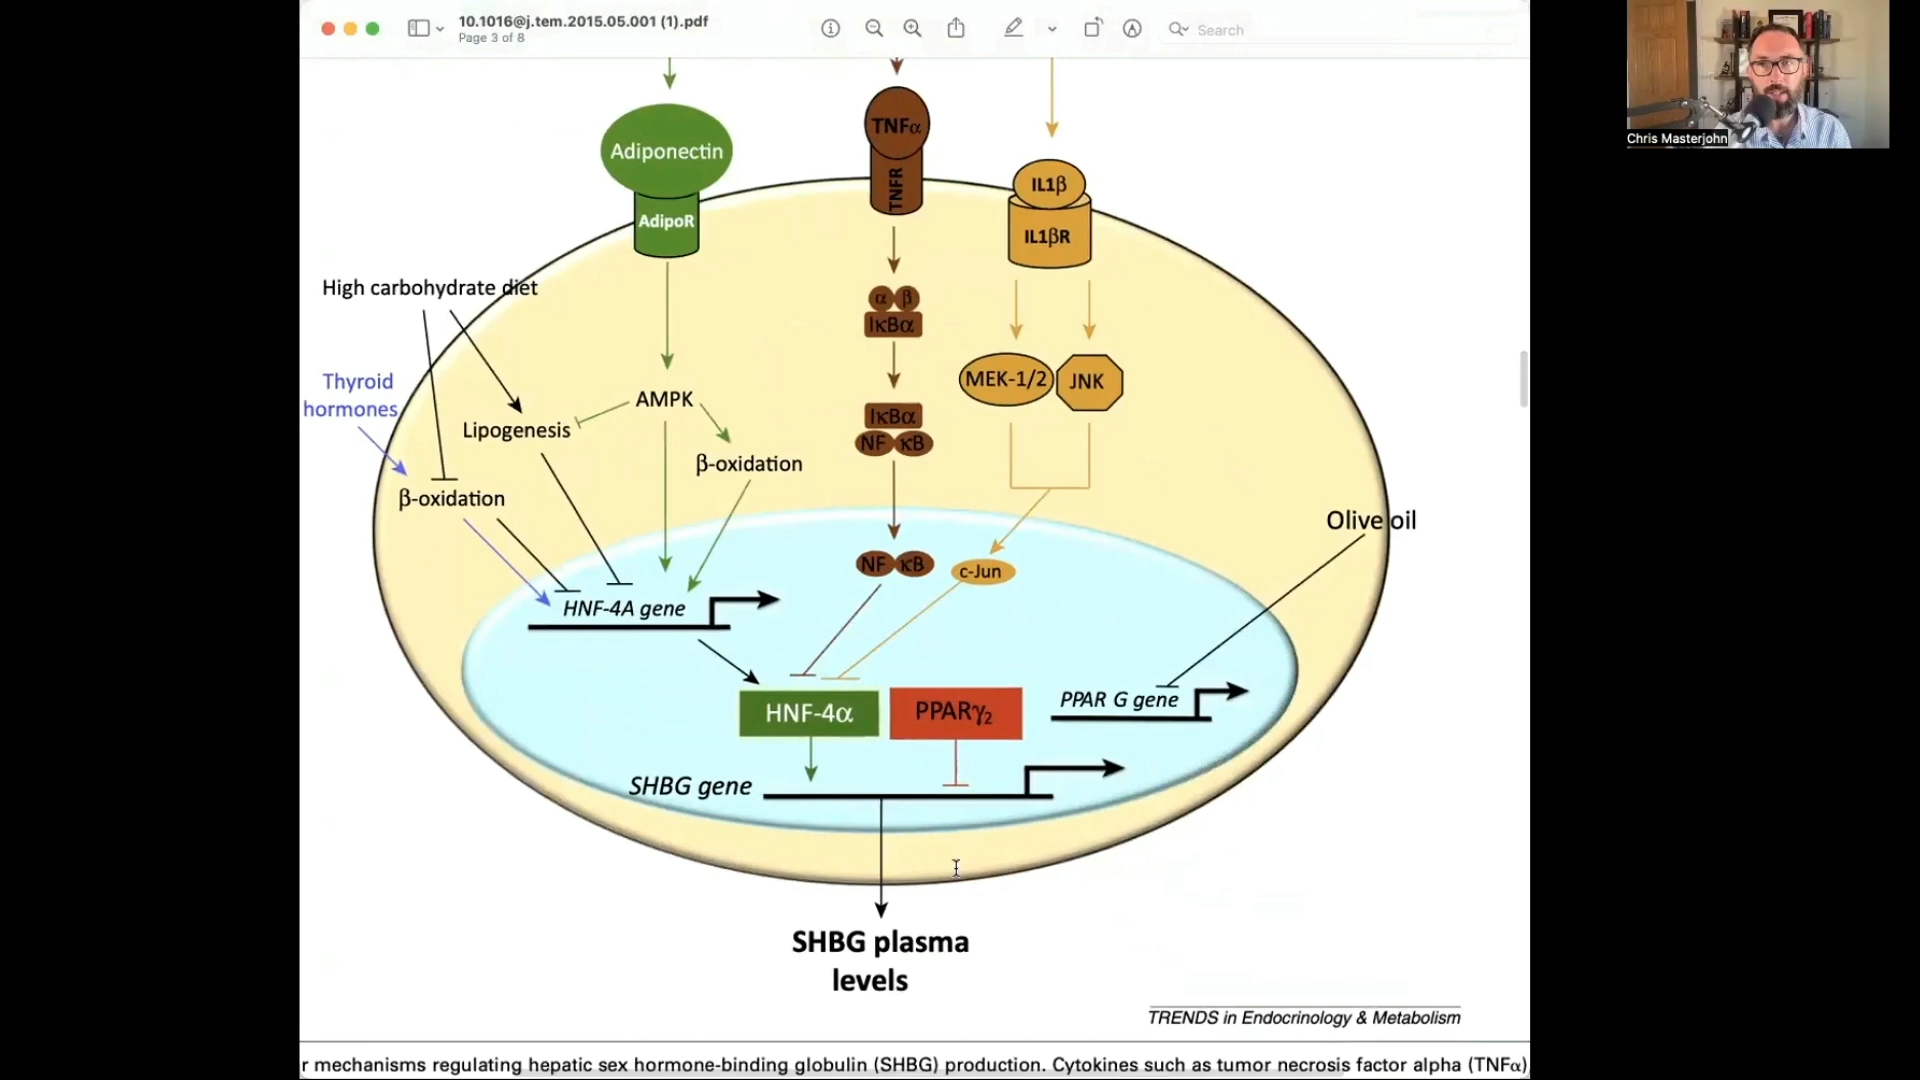 10.1016@j.tem.2015.05.001 (1).pdf
Page 3 of 8
Search
Chris Masterjohn
TNFα
Adiponectin
TNFR
IL1β
AdipoR
IL1βR
High carbohydrate diet
α β
IκBα
Thyroid
hormones
MEK-1/2
JNK
AMPK
IκBα
Lipogenesis
NF κB
β-oxidation
β-oxidation
Olive oil
NF κB
c-Jun
HNF-4A gene
PPAR G gene
HNF-4α
PPARγ2
SHBG gene
SHBG plasma
levels
TRENDS in Endocrinology & Metabolism
r mechanisms regulating hepatic sex hormone-binding globulin (SHBG) production. Cytokines such as tumor necrosis factor alpha (TNFα)